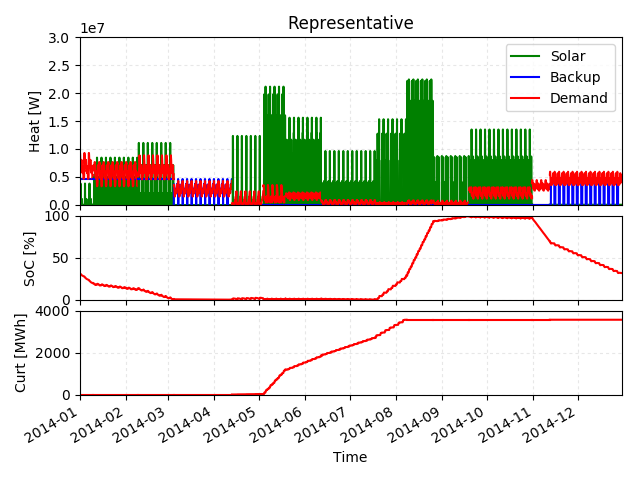 Representative
1e7
3.0
2.5
2.0
1.5
1.0
0.5
0.0
Heat [W]
Solar
Backup
Demand
100
50
0
SoC [%]
4000
2000
0
Curt [MWh]
2014-01
2014-02
2014-03
2014-04
2014-05
2014-06
2014-07
2014-08
2014-09
2014-10
2014-11
2014-12
Time